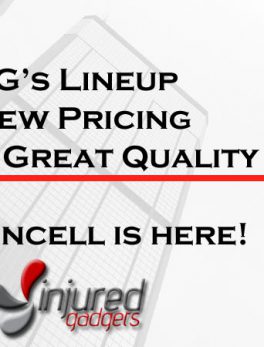 G's Lineup
ew Pricing
Great Quality
ncell is here!
injured
gadgets